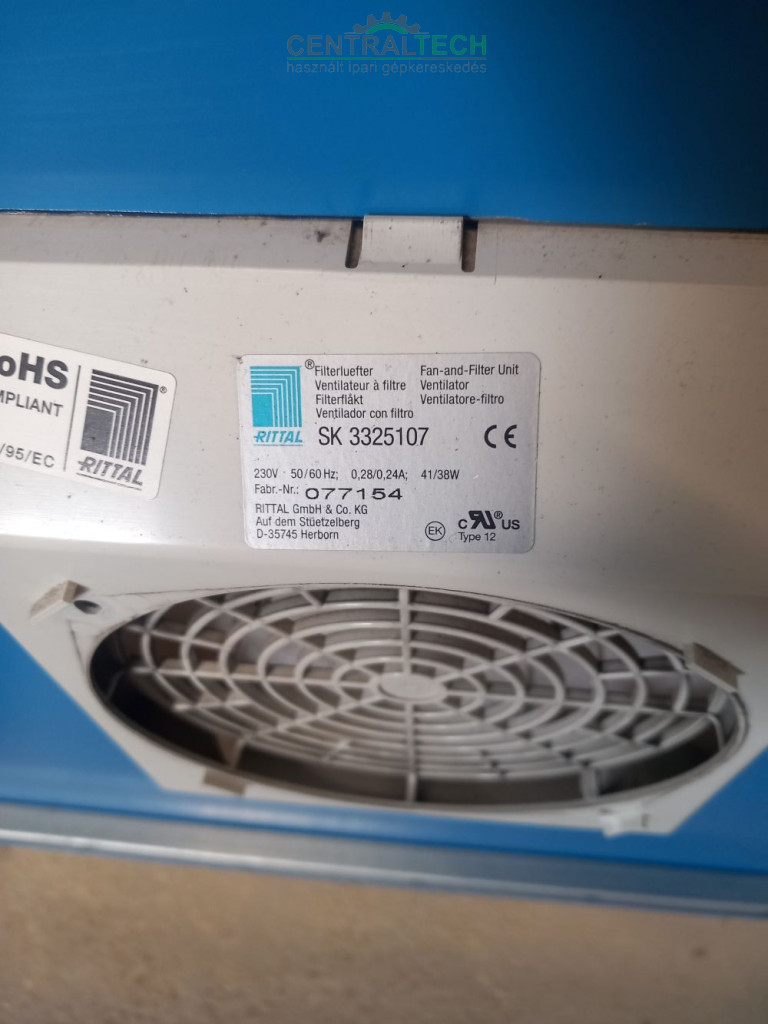 CENTRALTECH
használt ipari gépkereskedés
oHS
MPLIANT
/95/EC
®
RITTAL
®
RITTAL
Filterluefter
Ventilateur à filtre
Filterfläkt
Ventilador con filtro
Fan-and-Filter Unit
Ventilator
Ventilatore-filtro
SK 3325107
CE
230V 50/60 Hz; 0,28/0,24A; 41/38W
Fabr.-Nr.: 077154
RITTAL GmbH & Co. KG
Auf dem Stüetzelberg
D-35745 Herborn
EK
c RU ® US
Type 12